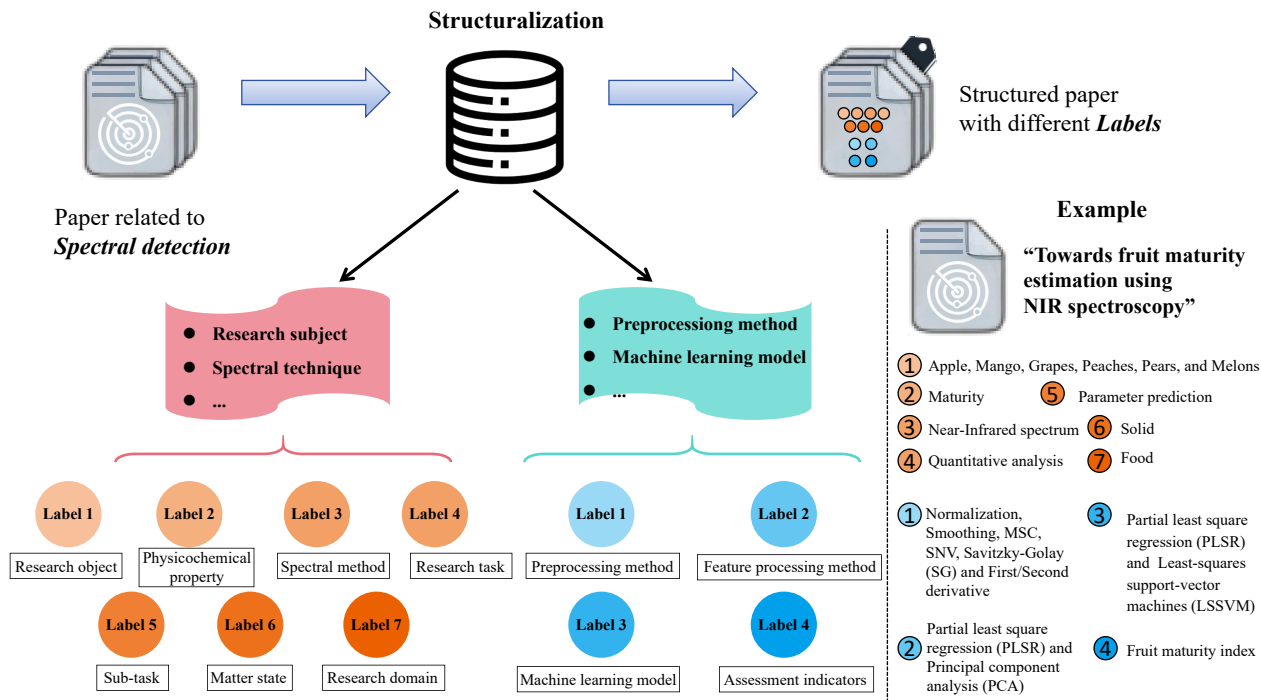 Structuralization
Paper related to
Spectral detection
Structured paper
with different Labels
● Research subject
● Spectral technique
● ...
● Preprocessiong method
● Machine learning model
● ...
Label 1
Label 2
Label 3
Label 4
Research object
Physicochemical
property
Spectral method
Research task
Label 5
Label 6
Label 7
Sub-task
Matter state
Research domain
Label 1
Label 2
Preprocessing method
Feature processing method
Label 3
Label 4
Machine learning model
Assessment indicators
Example
“Towards fruit maturity
estimation using
NIR spectroscopy”
1 Apple, Mango, Grapes, Peaches, Pears, and Melons
2 Maturity
5 Parameter prediction
3 Near-Infrared spectrum
6 Solid
4 Quantitative analysis
7 Food
1 Normalization,
Smoothing, MSC,
SNV, Savitzky-Golay
(SG) and First/Second
derivative
3 Partial least square
regression (PLSR)
and Least-squares
support-vector
machines (LSSVM)
2 Partial least square
regression (PLSR) and
Principal component
analysis (PCA)
4 Fruit maturity index